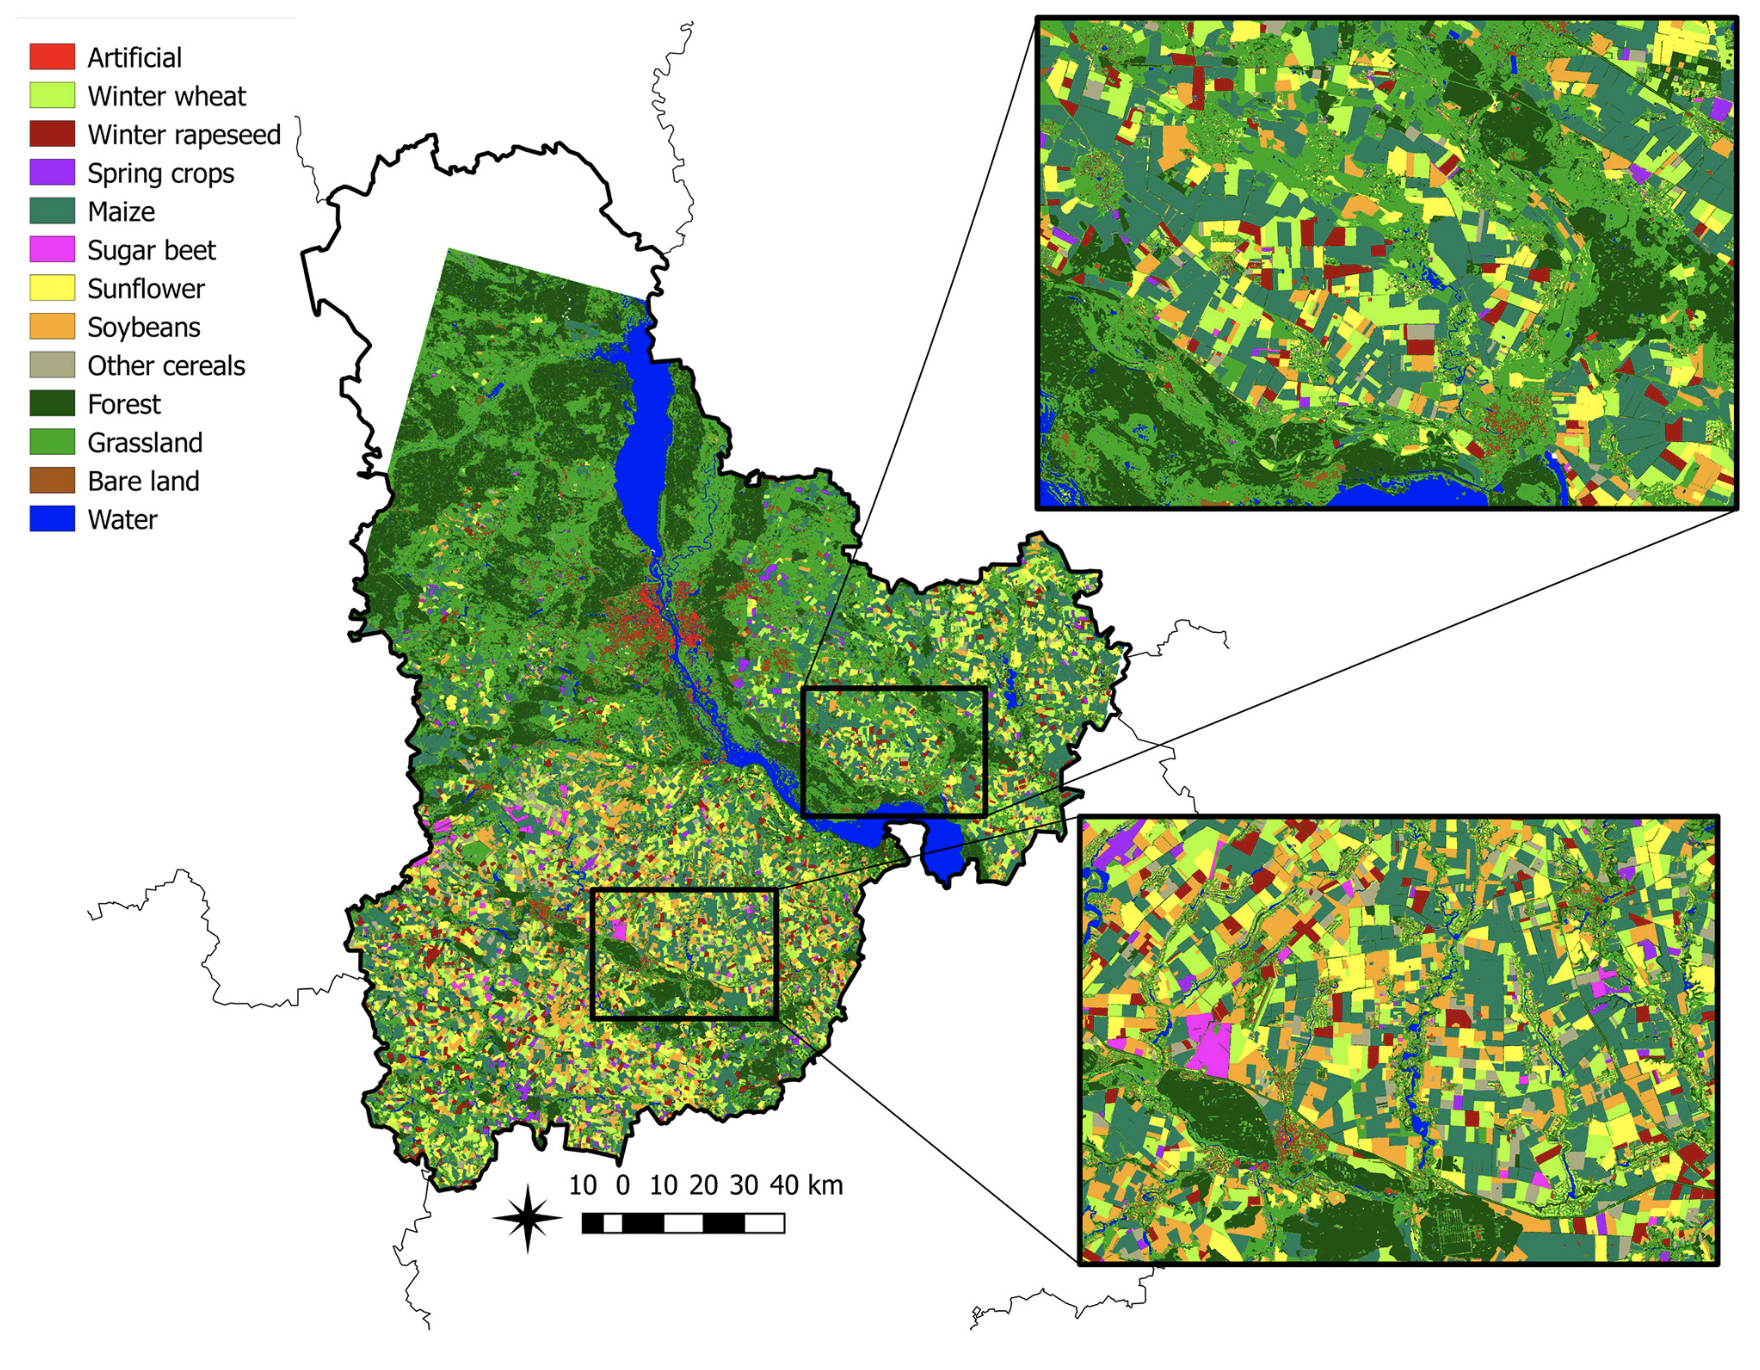 Artificial
Winter wheat
Winter rapeseed
Spring crops
Maize
Sugar beet
Sunflower
Soybeans
Other cereals
Forest
Grassland
Bare land
Water
10 0 10 20 30 40 km